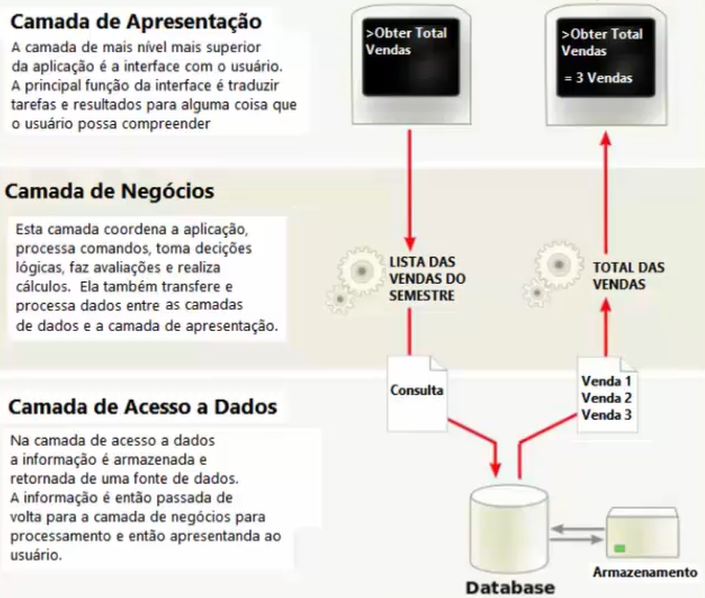 Camada de Apresentação
A camada de mais nível mais superior
da aplicação é a interface com o usuário.
A principal função da interface é traduzir
tarefas e resultados para alguma coisa que
o usuário possa compreender
>Obter Total
Vendas
>Obter Total
Vendas
= 3 Vendas
Camada de Negócios
Esta camada coordena a aplicação,
processa comandos, toma decições
lógicas, faz avaliações e realiza
cálculos. Ela também transfere e
processa dados entre as camadas
de dados e a camada de apresentação.
LISTA DAS
VENDAS DO
SEMESTRE
TOTAL DAS
VENDAS
Consulta
Venda 1
Venda 2
Venda 3
Camada de Acesso a Dados
Na camada de acesso a dados
a informação é armazenada e
retornada de uma fonte de dados.
A informação é então passada de
volta para a camada de negócios para
processamento e então apresentanda ao
usuário.
Database
Armazenamento